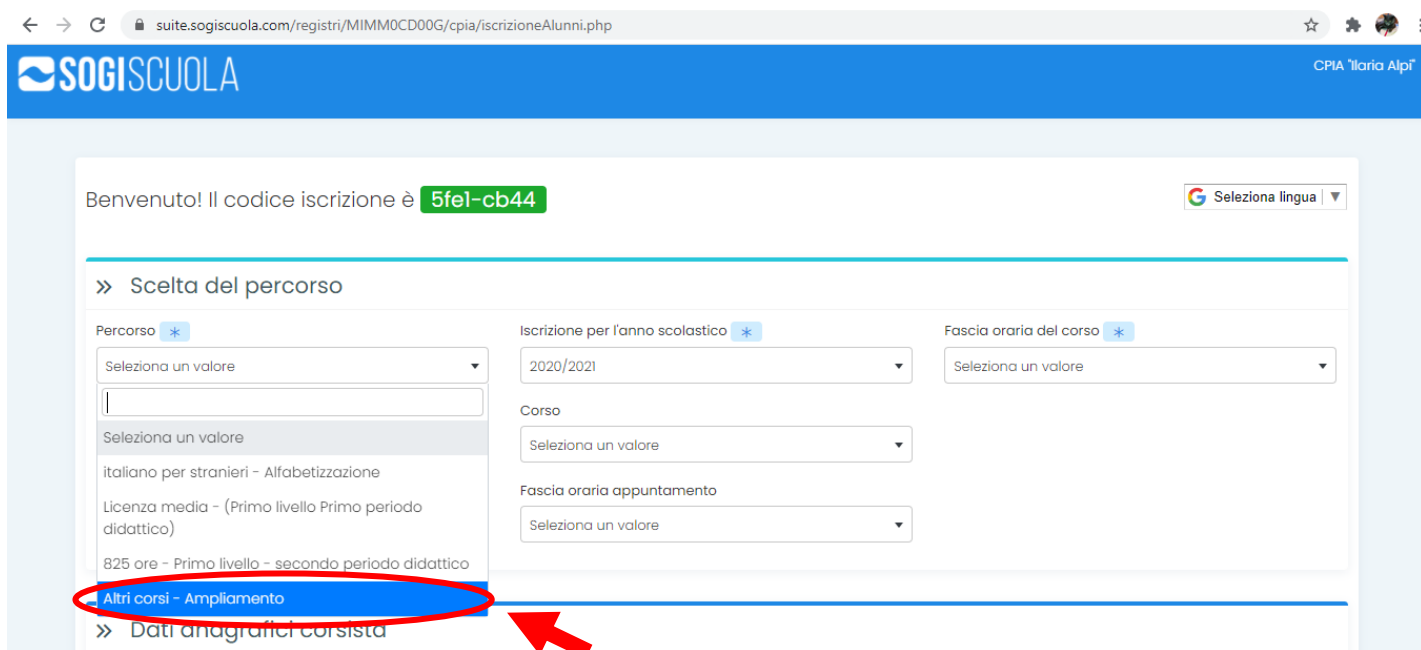 suite.sogiscuola.com/registri/MIMM0CD00G/cpia/iscrizioneAlunni.php
SOGISCUOLA
CPIA "Ilaria Alpi"
Benvenuto! Il codice iscrizione è 5fe1-cb44
G Seleziona lingua ▼
» Scelta del percorso
Percorso *
Iscrizione per l'anno scolastico *
Fascia oraria del corso *
Seleziona un valore
2020/2021
Seleziona un valore
Seleziona un valore
italiano per stranieri - Alfabetizzazione
Licenza media - (Primo livello Primo periodo
didattico)
825 ore - Primo livello - secondo periodo didattico
Altri corsi - Ampliamento
Corso
Seleziona un valore
Fascia oraria appuntamento
Seleziona un valore
» Dati anagrafici corsista